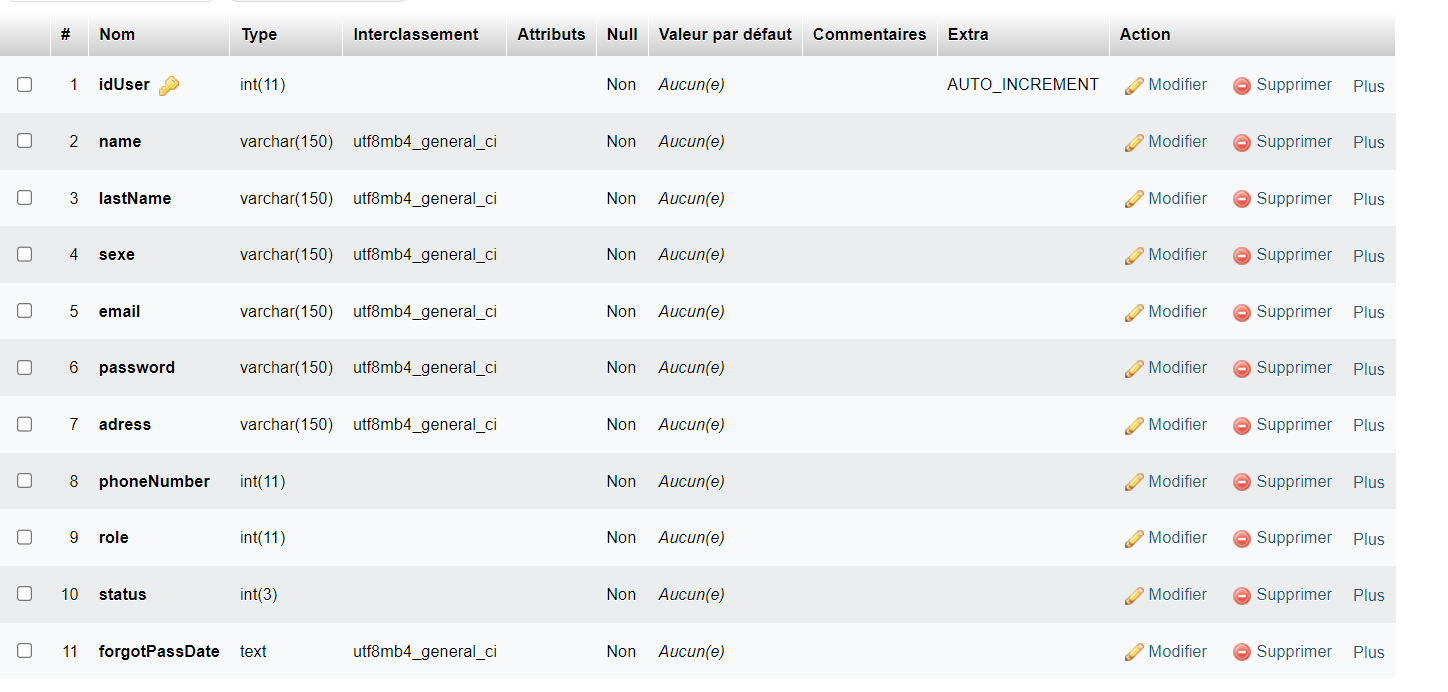 # Nom Type Interclassement Attributs Null Valeur par défaut Commentaires Extra Action
1 idUser int(11) Non Aucun(e) AUTO_INCREMENT Modifier Supprimer Plus
2 name varchar(150) utf8mb4_general_ci Non Aucun(e) Modifier Supprimer Plus
3 lastName varchar(150) utf8mb4_general_ci Non Aucun(e) Modifier Supprimer Plus
4 sexe varchar(150) utf8mb4_general_ci Non Aucun(e) Modifier Supprimer Plus
5 email varchar(150) utf8mb4_general_ci Non Aucun(e) Modifier Supprimer Plus
6 password varchar(150) utf8mb4_general_ci Non Aucun(e) Modifier Supprimer Plus
7 adress varchar(150) utf8mb4_general_ci Non Aucun(e) Modifier Supprimer Plus
8 phoneNumber int(11) Non Aucun(e) Modifier Supprimer Plus
9 role int(11) Non Aucun(e) Modifier Supprimer Plus
10 status int(3) Non Aucun(e) Modifier Supprimer Plus
11 forgotPassDate text utf8mb4_general_ci Non Aucun(e) Modifier Supprimer Plus